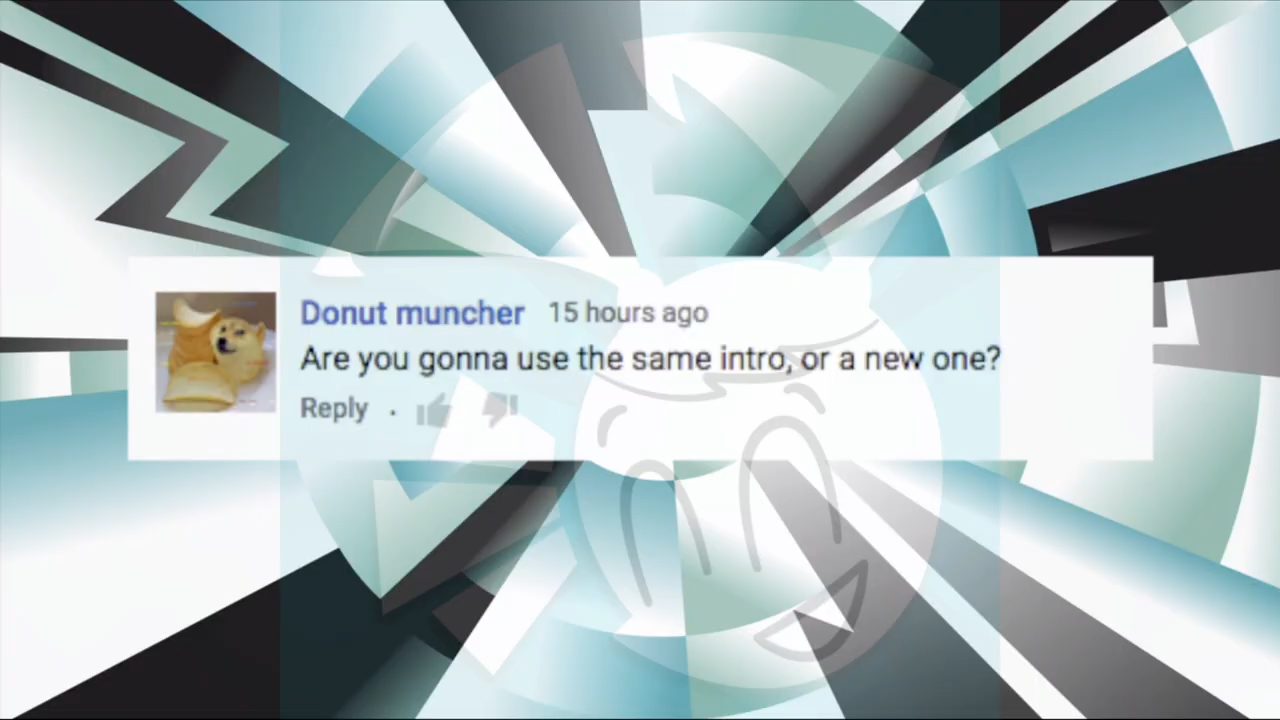 Donut muncher 15 hours ago
Are you gonna use the same intro, or a new one?
Reply ·